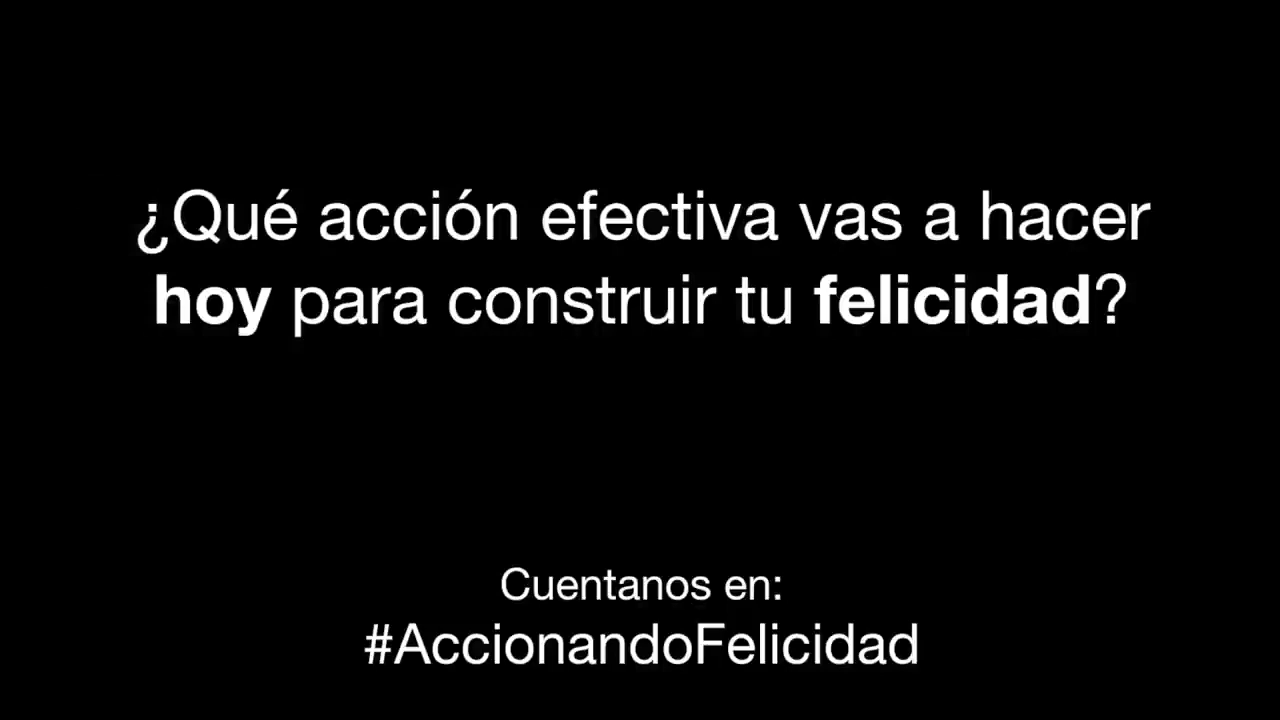 ¿Qué acción efectiva vas a hacer
hoy para construir tu felicidad?
Cuentanos en:
#AccionandoFelicidad